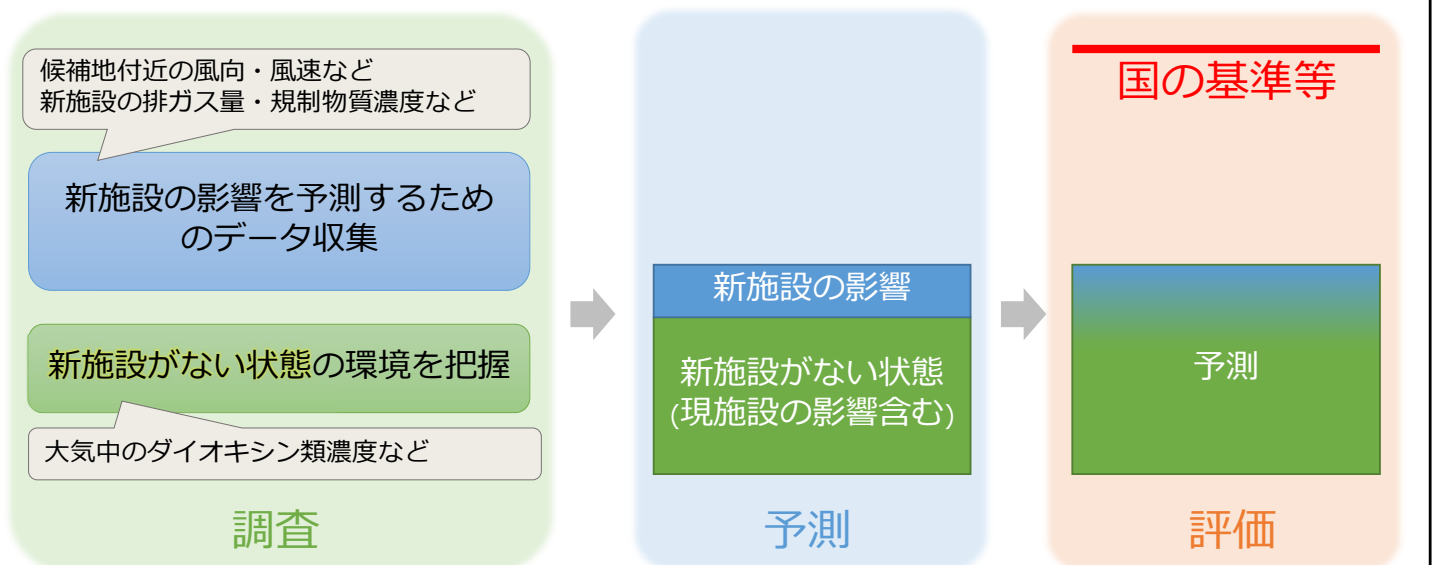 候補地付近の風向・風速など
新施設の排ガス量・規制物質濃度など
新施設の影響を予測するため
のデータ収集
新施設がない状態の環境を把握
大気中のダイオキシン類濃度など
調査
新施設の影響
新施設がない状態
(現施設の影響含む)
予測
国の基準等
予測
評価